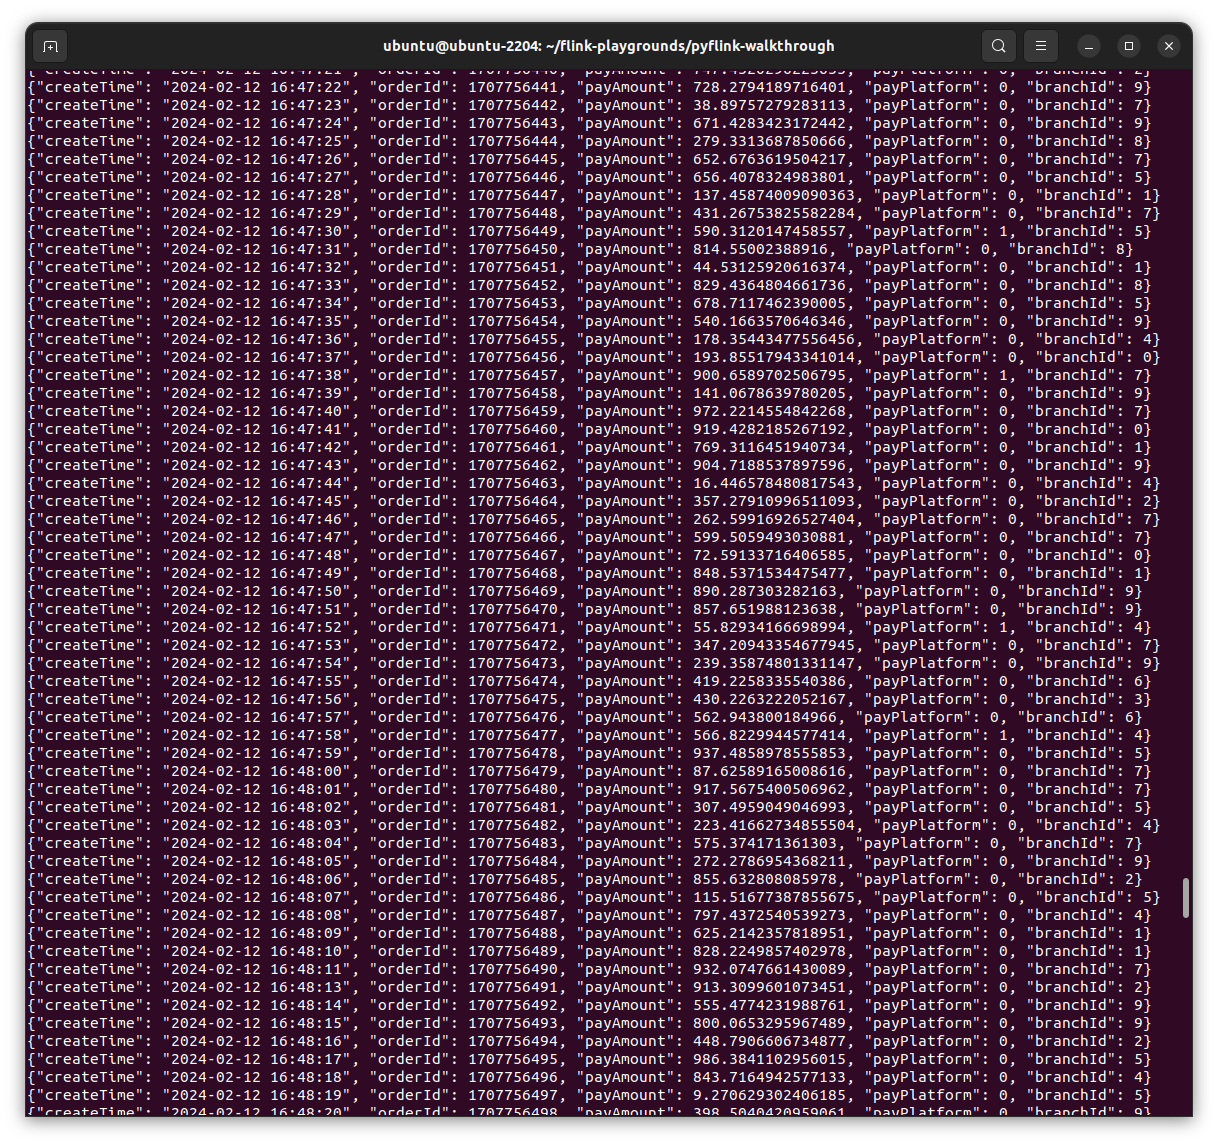 ubuntu@ubuntu-2204: ~/flink-playgrounds/pyflink-walkthrough
{"createTime": "2024-02-12 16:47:22", "orderId": 1707756441, "payAmount": 728.2794189716401, "payPlatform": 0, "branchId": 9}
{"createTime": "2024-02-12 16:47:23", "orderId": 1707756442, "payAmount": 38.89757279283113, "payPlatform": 0, "branchId": 7}
{"createTime": "2024-02-12 16:47:24", "orderId": 1707756443, "payAmount": 671.4283423172442, "payPlatform": 0, "branchId": 9}
{"createTime": "2024-02-12 16:47:25", "orderId": 1707756444, "payAmount": 279.3313687850666, "payPlatform": 0, "branchId": 8}
{"createTime": "2024-02-12 16:47:26", "orderId": 1707756445, "payAmount": 652.6763619504217, "payPlatform": 0, "branchId": 7}
{"createTime": "2024-02-12 16:47:27", "orderId": 1707756446, "payAmount": 656.4078324983801, "payPlatform": 0, "branchId": 5}
{"createTime": "2024-02-12 16:47:28", "orderId": 1707756447, "payAmount": 137.45874009090363, "payPlatform": 0, "branchId": 1}
{"createTime": "2024-02-12 16:47:29", "orderId": 1707756448, "payAmount": 431.26753825582284, "payPlatform": 0, "branchId": 7}
{"createTime": "2024-02-12 16:47:30", "orderId": 1707756449, "payAmount": 590.3120147458557, "payPlatform": 1, "branchId": 5}
{"createTime": "2024-02-12 16:47:31", "orderId": 1707756450, "payAmount": 814.55002388916, "payPlatform": 0, "branchId": 8}
{"createTime": "2024-02-12 16:47:32", "orderId": 1707756451, "payAmount": 44.53125920616374, "payPlatform": 0, "branchId": 1}
{"createTime": "2024-02-12 16:47:33", "orderId": 1707756452, "payAmount": 829.4364804661736, "payPlatform": 0, "branchId": 8}
{"createTime": "2024-02-12 16:47:34", "orderId": 1707756453, "payAmount": 678.7117462390005, "payPlatform": 0, "branchId": 5}
{"createTime": "2024-02-12 16:47:35", "orderId": 1707756454, "payAmount": 540.1663570646346, "payPlatform": 0, "branchId": 9}
{"createTime": "2024-02-12 16:47:36", "orderId": 1707756455, "payAmount": 178.35443477556456, "payPlatform": 0, "branchId": 4}
{"createTime": "2024-02-12 16:47:37", "orderId": 1707756456, "payAmount": 193.85517943341014, "payPlatform": 0, "branchId": 0}
{"createTime": "2024-02-12 16:47:38", "orderId": 1707756457, "payAmount": 900.6589702506795, "payPlatform": 1, "branchId": 7}
{"createTime": "2024-02-12 16:47:39", "orderId": 1707756458, "payAmount": 141.0678639780205, "payPlatform": 0, "branchId": 9}
{"createTime": "2024-02-12 16:47:40", "orderId": 1707756459, "payAmount": 972.2214554842268, "payPlatform": 0, "branchId": 7}
{"createTime": "2024-02-12 16:47:41", "orderId": 1707756460, "payAmount": 919.4282185267192, "payPlatform": 0, "branchId": 0}
{"createTime": "2024-02-12 16:47:42", "orderId": 1707756461, "payAmount": 769.3116451940734, "payPlatform": 0, "branchId": 1}
{"createTime": "2024-02-12 16:47:43", "orderId": 1707756462, "payAmount": 904.7188537897596, "payPlatform": 0, "branchId": 9}
{"createTime": "2024-02-12 16:47:44", "orderId": 1707756463, "payAmount": 16.446578480817543, "payPlatform": 0, "branchId": 4}
{"createTime": "2024-02-12 16:47:45", "orderId": 1707756464, "payAmount": 357.27910996511093, "payPlatform": 0, "branchId": 2}
{"createTime": "2024-02-12 16:47:46", "orderId": 1707756465, "payAmount": 262.59916926527404, "payPlatform": 0, "branchId": 7}
{"createTime": "2024-02-12 16:47:47", "orderId": 1707756466, "payAmount": 599.5059493030881, "payPlatform": 0, "branchId": 7}
{"createTime": "2024-02-12 16:47:48", "orderId": 1707756467, "payAmount": 72.59133716406585, "payPlatform": 0, "branchId": 0}
{"createTime": "2024-02-12 16:47:49", "orderId": 1707756468, "payAmount": 848.5371534475477, "payPlatform": 0, "branchId": 1}
{"createTime": "2024-02-12 16:47:50", "orderId": 1707756469, "payAmount": 890.287303282163, "payPlatform": 0, "branchId": 9}
{"createTime": "2024-02-12 16:47:51", "orderId": 1707756470, "payAmount": 857.651988123638, "payPlatform": 0, "branchId": 9}
{"createTime": "2024-02-12 16:47:52", "orderId": 1707756471, "payAmount": 55.82934166698994, "payPlatform": 1, "branchId": 4}
{"createTime": "2024-02-12 16:47:53", "orderId": 1707756472, "payAmount": 347.20943354677945, "payPlatform": 0, "branchId": 7}
{"createTime": "2024-02-12 16:47:54", "orderId": 1707756473, "payAmount": 239.35874801331147, "payPlatform": 0, "branchId": 9}
{"createTime": "2024-02-12 16:47:55", "orderId": 1707756474, "payAmount": 419.2258335540386, "payPlatform": 0, "branchId": 6}
{"createTime": "2024-02-12 16:47:56", "orderId": 1707756475, "payAmount": 430.2263222052167, "payPlatform": 0, "branchId": 3}
{"createTime": "2024-02-12 16:47:57", "orderId": 1707756476, "payAmount": 562.943800184966, "payPlatform": 0, "branchId": 6}
{"createTime": "2024-02-12 16:47:58", "orderId": 1707756477, "payAmount": 566.8229944577414, "payPlatform": 1, "branchId": 4}
{"createTime": "2024-02-12 16:47:59", "orderId": 1707756478, "payAmount": 937.4858978555853, "payPlatform": 0, "branchId": 5}
{"createTime": "2024-02-12 16:48:00", "orderId": 1707756479, "payAmount": 87.62589165008616, "payPlatform": 0, "branchId": 7}
{"createTime": "2024-02-12 16:48:01", "orderId": 1707756480, "payAmount": 917.5675400506962, "payPlatform": 0, "branchId": 7}
{"createTime": "2024-02-12 16:48:02", "orderId": 1707756481, "payAmount": 307.4959049046993, "payPlatform": 0, "branchId": 5}
{"createTime": "2024-02-12 16:48:03", "orderId": 1707756482, "payAmount": 223.41662734855504, "payPlatform": 0, "branchId": 4}
{"createTime": "2024-02-12 16:48:04", "orderId": 1707756483, "payAmount": 575.374171361303, "payPlatform": 0, "branchId": 7}
{"createTime": "2024-02-12 16:48:05", "orderId": 1707756484, "payAmount": 272.2786954368211, "payPlatform": 0, "branchId": 9}
{"createTime": "2024-02-12 16:48:06", "orderId": 1707756485, "payAmount": 855.632808085978, "payPlatform": 0, "branchId": 2}
{"createTime": "2024-02-12 16:48:07", "orderId": 1707756486, "payAmount": 115.51677387855675, "payPlatform": 0, "branchId": 5}
{"createTime": "2024-02-12 16:48:08", "orderId": 1707756487, "payAmount": 797.4372540539273, "payPlatform": 0, "branchId": 4}
{"createTime": "2024-02-12 16:48:09", "orderId": 1707756488, "payAmount": 625.2142357818951, "payPlatform": 0, "branchId": 1}
{"createTime": "2024-02-12 16:48:10", "orderId": 1707756489, "payAmount": 828.2249857402978, "payPlatform": 0, "branchId": 1}
{"createTime": "2024-02-12 16:48:11", "orderId": 1707756490, "payAmount": 932.0747661430089, "payPlatform": 0, "branchId": 7}
{"createTime": "2024-02-12 16:48:13", "orderId": 1707756491, "payAmount": 913.3099601073451, "payPlatform": 0, "branchId": 2}
{"createTime": "2024-02-12 16:48:14", "orderId": 1707756492, "payAmount": 555.4774231988761, "payPlatform": 0, "branchId": 9}
{"createTime": "2024-02-12 16:48:15", "orderId": 1707756493, "payAmount": 800.0653295967489, "payPlatform": 0, "branchId": 9}
{"createTime": "2024-02-12 16:48:16", "orderId": 1707756494, "payAmount": 448.7906606734877, "payPlatform": 0, "branchId": 2}
{"createTime": "2024-02-12 16:48:17", "orderId": 1707756495, "payAmount": 986.3841102956015, "payPlatform": 0, "branchId": 5}
{"createTime": "2024-02-12 16:48:18", "orderId": 1707756496, "payAmount": 843.7164942577133, "payPlatform": 0, "branchId": 4}
{"createTime": "2024-02-12 16:48:19", "orderId": 1707756497, "payAmount": 9.270629302406185, "payPlatform": 0, "branchId": 5}
{"createTime": "2024-02-12 16:48:20", "orderId": 1707756498, "payAmount": 398.5040420959061, "payPlatform": 0, "branchId": 9}